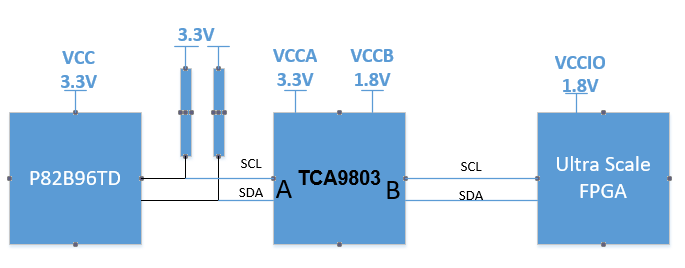 3.3V
VCC
3.3V
VCCA
3.3V
VCCB
1.8V
VCCIO
1.8V
P82B96TD
SCL
SDA
A
TCA9803
B
SCL
SDA
Ultra Scale
FPGA